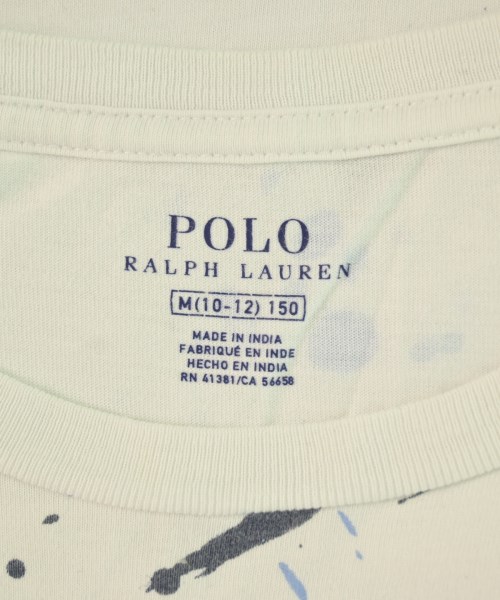 POLO
RALPH LAUREN
M(10-12) 150
MADE IN INDIA
FABRIQUÉ EN INDE
HECHO EN INDIA
RN 41381/CA 56658